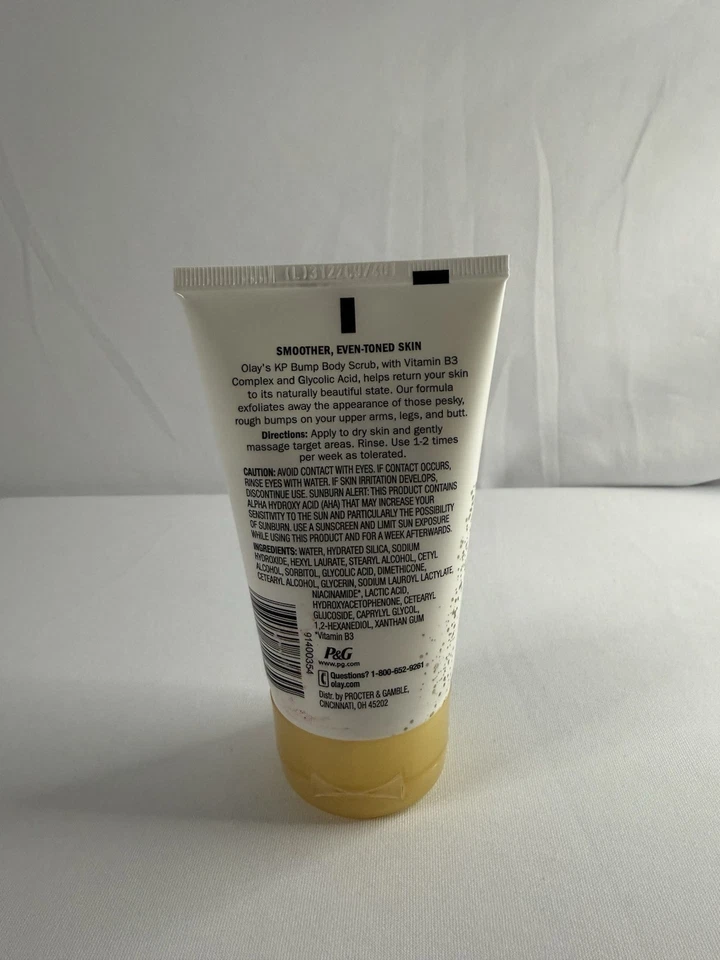 SMOOTHER, EVEN-TONED SKIN
Olay's KP Bump Body Scrub, with Vitamin B3
Complex and Glycolic Acid, helps return your skin
to its naturally beautiful state. Our formula
exfoliates away the appearance of those pesky,
rough bumps on your upper arms, legs, and butt.
Directions: Apply to dry skin and gently
massage target areas. Rinse. Use 1-2 times
per week as tolerated.
CAUTION: AVOID CONTACT WITH EYES. IF CONTACT OCCURS,
RINSE EYES WITH WATER. IF SKIN IRRITATION DEVELOPS,
DISCONTINUE USE. SUNBURN ALERT: THIS PRODUCT CONTAINS
ALPHA HYDROXY ACID (AHA) THAT MAY INCREASE YOUR
SENSITIVITY TO THE SUN AND PARTICULARLY THE POSSIBILITY
OF SUNBURN. USE A SUNSCREEN AND LIMIT SUN EXPOSURE
WHILE USING THIS PRODUCT AND FOR A WEEK AFTERWARDS.
INGREDIENTS: WATER, HYDRATED SILICA, SODIUM
HYDROXIDE, HEXYL LAURATE, STEARYL ALCOHOL, CETYL
ALCOHOL, SORBITOL, GLYCOLIC ACID, DIMETHICONE,
CETEARYL ALCOHOL, GLYCERIN, SODIUM LAUROYL LACTYLATE,
NIACINAMIDE*, LACTIC ACID,
HYDROXYACETOPHENONE, CETEARYL
GLUCOSIDE, CAPRYLYL GLYCOL,
1,2-HEXANEDIOL, XANTHAN GUM
*Vitamin B3
91400354
P&G
www.pg.com
Questions? 1-800-652-9261
olay.com
Distr. by PROCTER & GAMBLE,
CINCINNATI, OH 45202